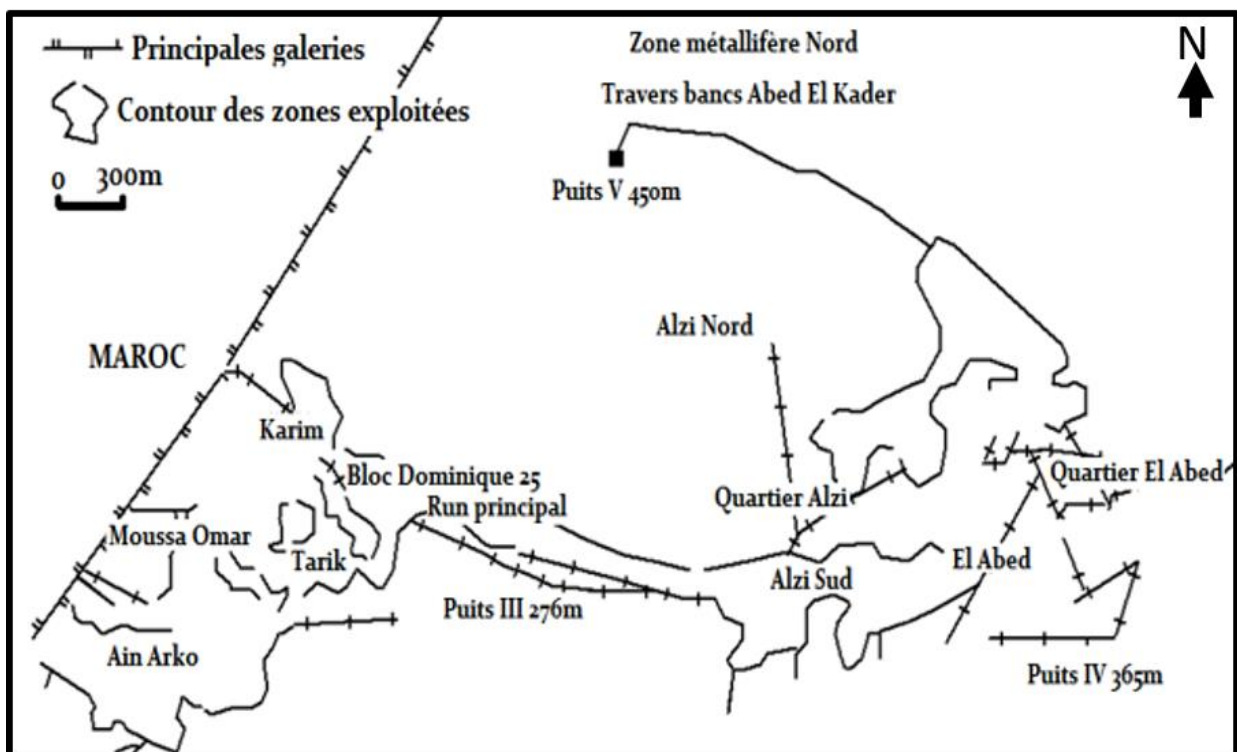 Principales galeries
Contour des zones exploitées
0 300m
Zone métallifère Nord
Travers bancs Abed El Kader
N
Puits V 450m
MAROC
Alzi Nord
Karim
Bloc Dominique 25
Run principal
Quartier Alzi
Quartier El Abed
Moussa Omar
Tarik
Alzi Sud
El Abed
Puits III 276m
Ain Arko
Puits IV 365m